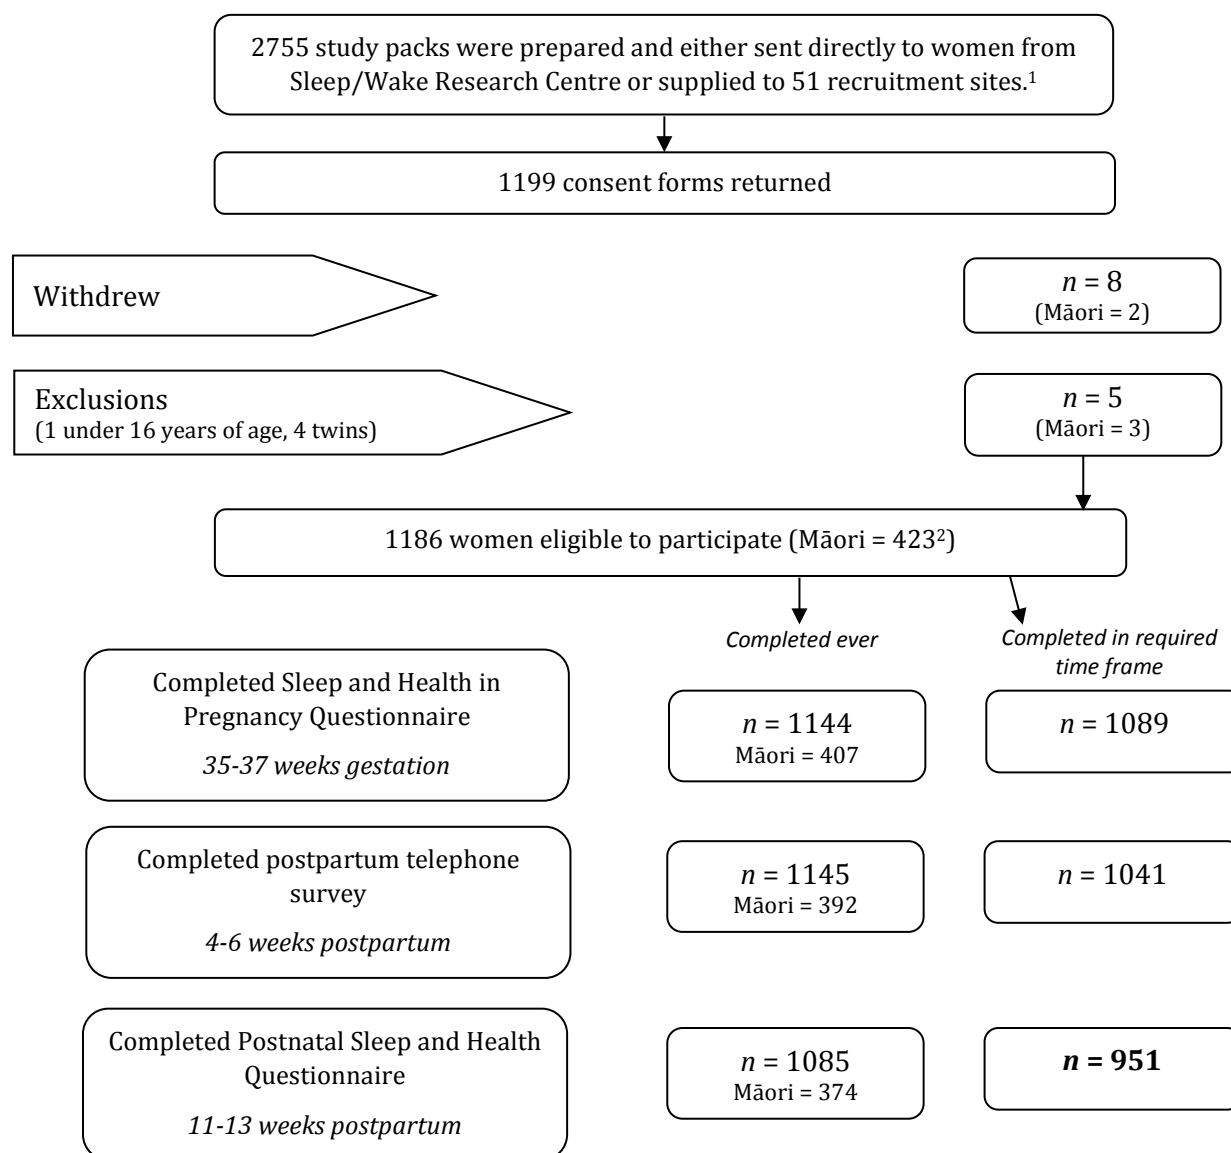 2755 study packs were prepared and either sent directly to women from
Sleep/Wake Research Centre or supplied to 51 recruitment sites.¹
1199 consent forms returned
Withdrew
n = 8
(Māori = 2)
Exclusions
(1 under 16 years of age, 4 twins)
n = 5
(Māori = 3)
1186 women eligible to participate (Māori = 423²)
Completed ever
Completed in required
time frame
Completed Sleep and Health in
Pregnancy Questionnaire
35-37 weeks gestation
n = 1144
Māori = 407
n = 1089
Completed postpartum telephone
survey
4-6 weeks postpartum
n = 1145
Māori = 392
n = 1041
Completed Postnatal Sleep and Health
Questionnaire
11-13 weeks postpartum
n = 1085
Māori = 374
n = 951